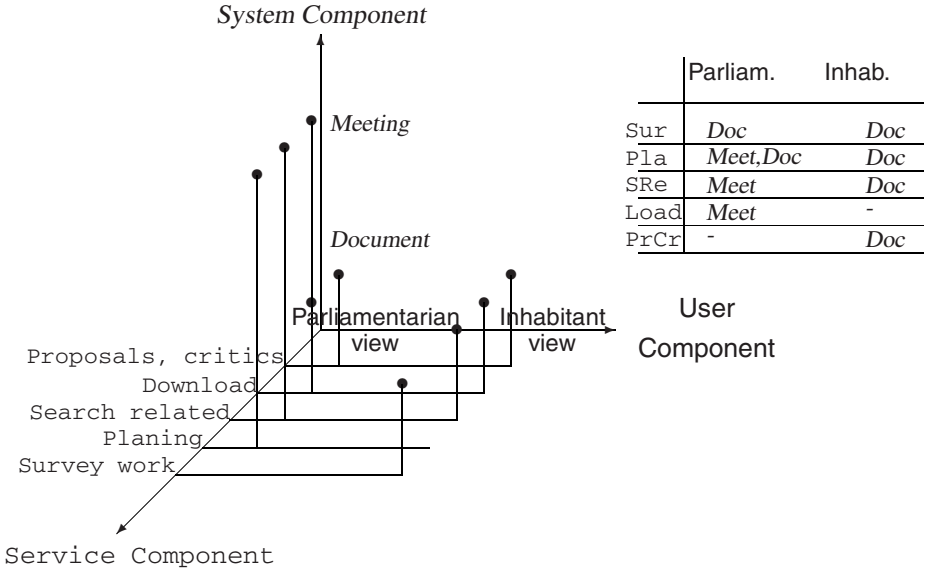 System Component
Meeting
Document
Parliamentarian
view
Inhabitant
view
User
Component
Proposals, critics
Download
Search related
Planing
Survey work
Service Component
Parliam. Inhab.
Sur Doc Doc
Pla Meet,Doc Doc
SRe Meet Doc
Load Meet -
PrCr - Doc